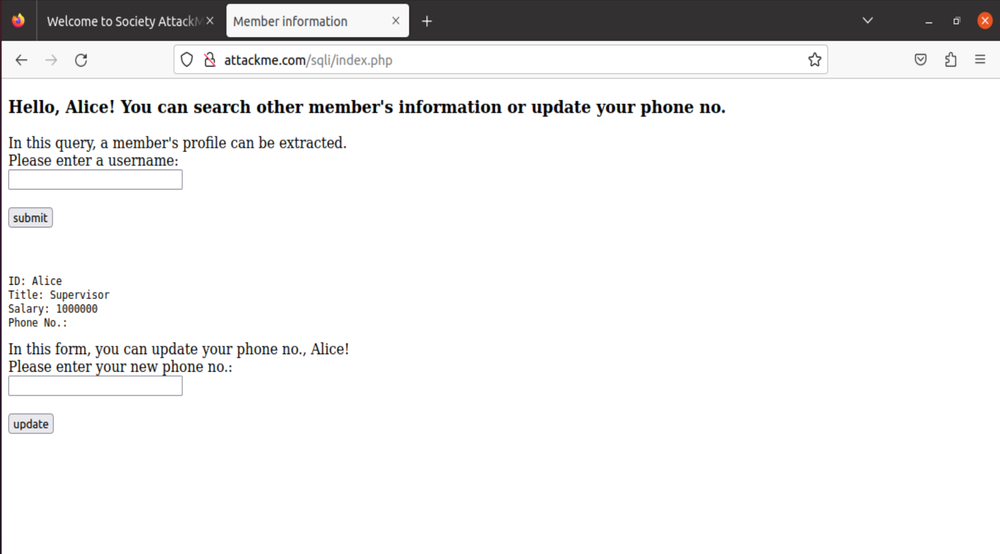 Welcome to Society AttackM
Member information
attackme.com/sqli/index.php
Hello, Alice! You can search other member's information or update your phone no.
In this query, a member's profile can be extracted.
Please enter a username:
submit
ID: Alice
Title: Supervisor
Salary: 1000000
Phone No.:
In this form, you can update your phone no., Alice!
Please enter your new phone no.:
update